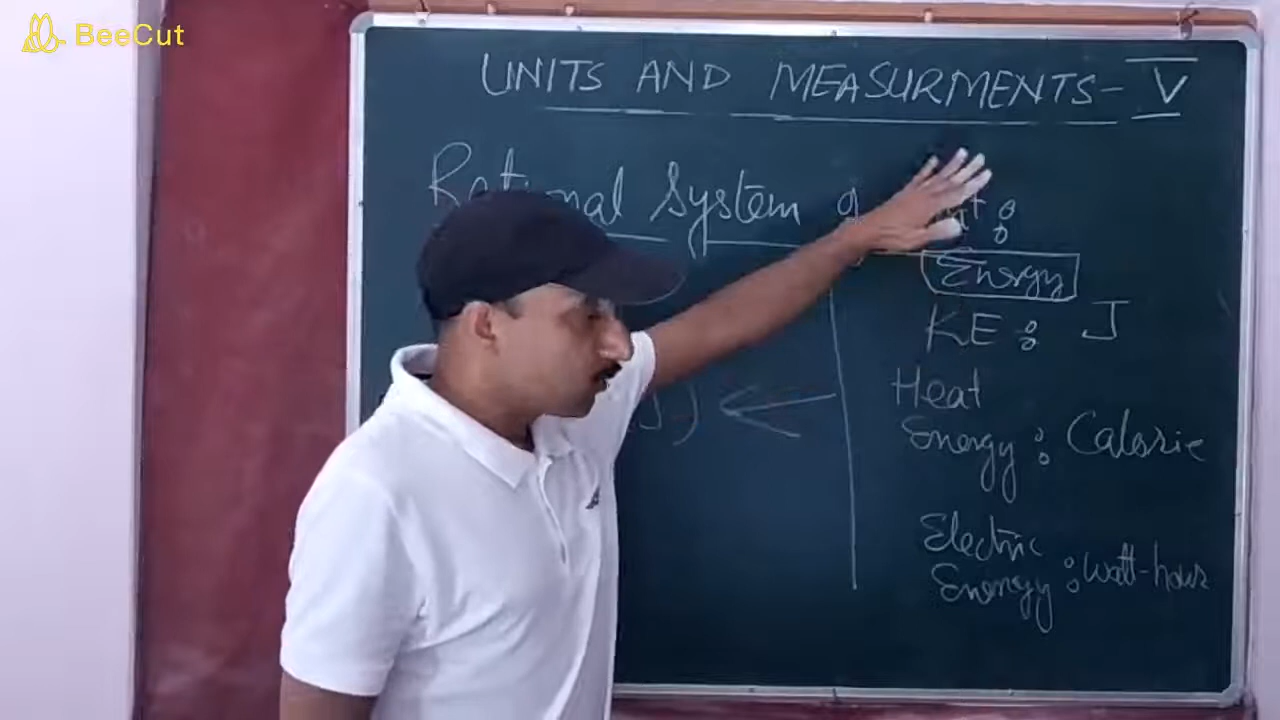 BeeCut
UNITS AND MEASURMENTS - V
System
Energy
KE : J
Heat
Energy : Calorie
Electric
Energy : Watt-hour